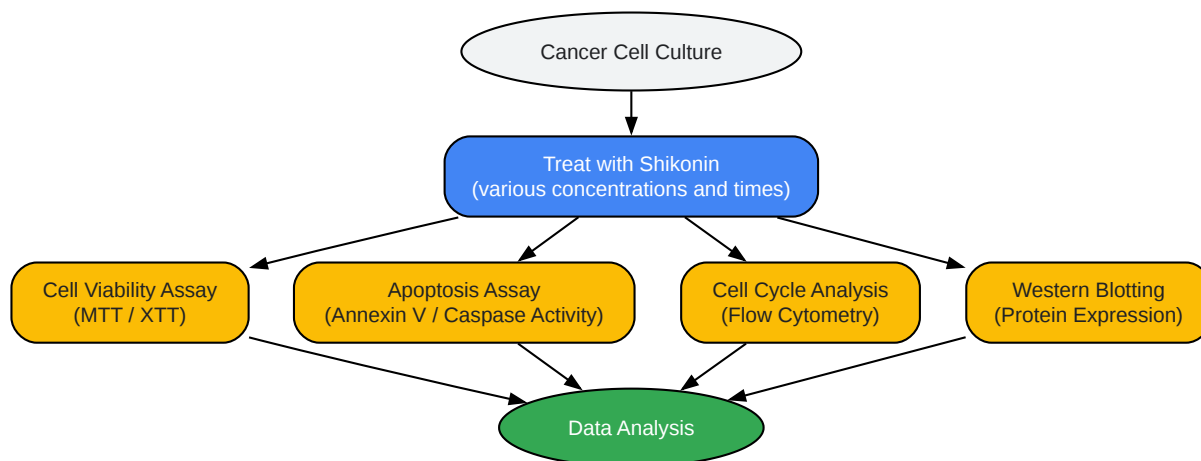 Cancer Cell Culture
Treat with Shikonin
(various concentrations and times)
Cell Viability Assay
(MTT / XTT)
Apoptosis Assay
(Annexin V / Caspase Activity)
Cell Cycle Analysis
(Flow Cytometry)
Western Blotting
(Protein Expression)
Data Analysis